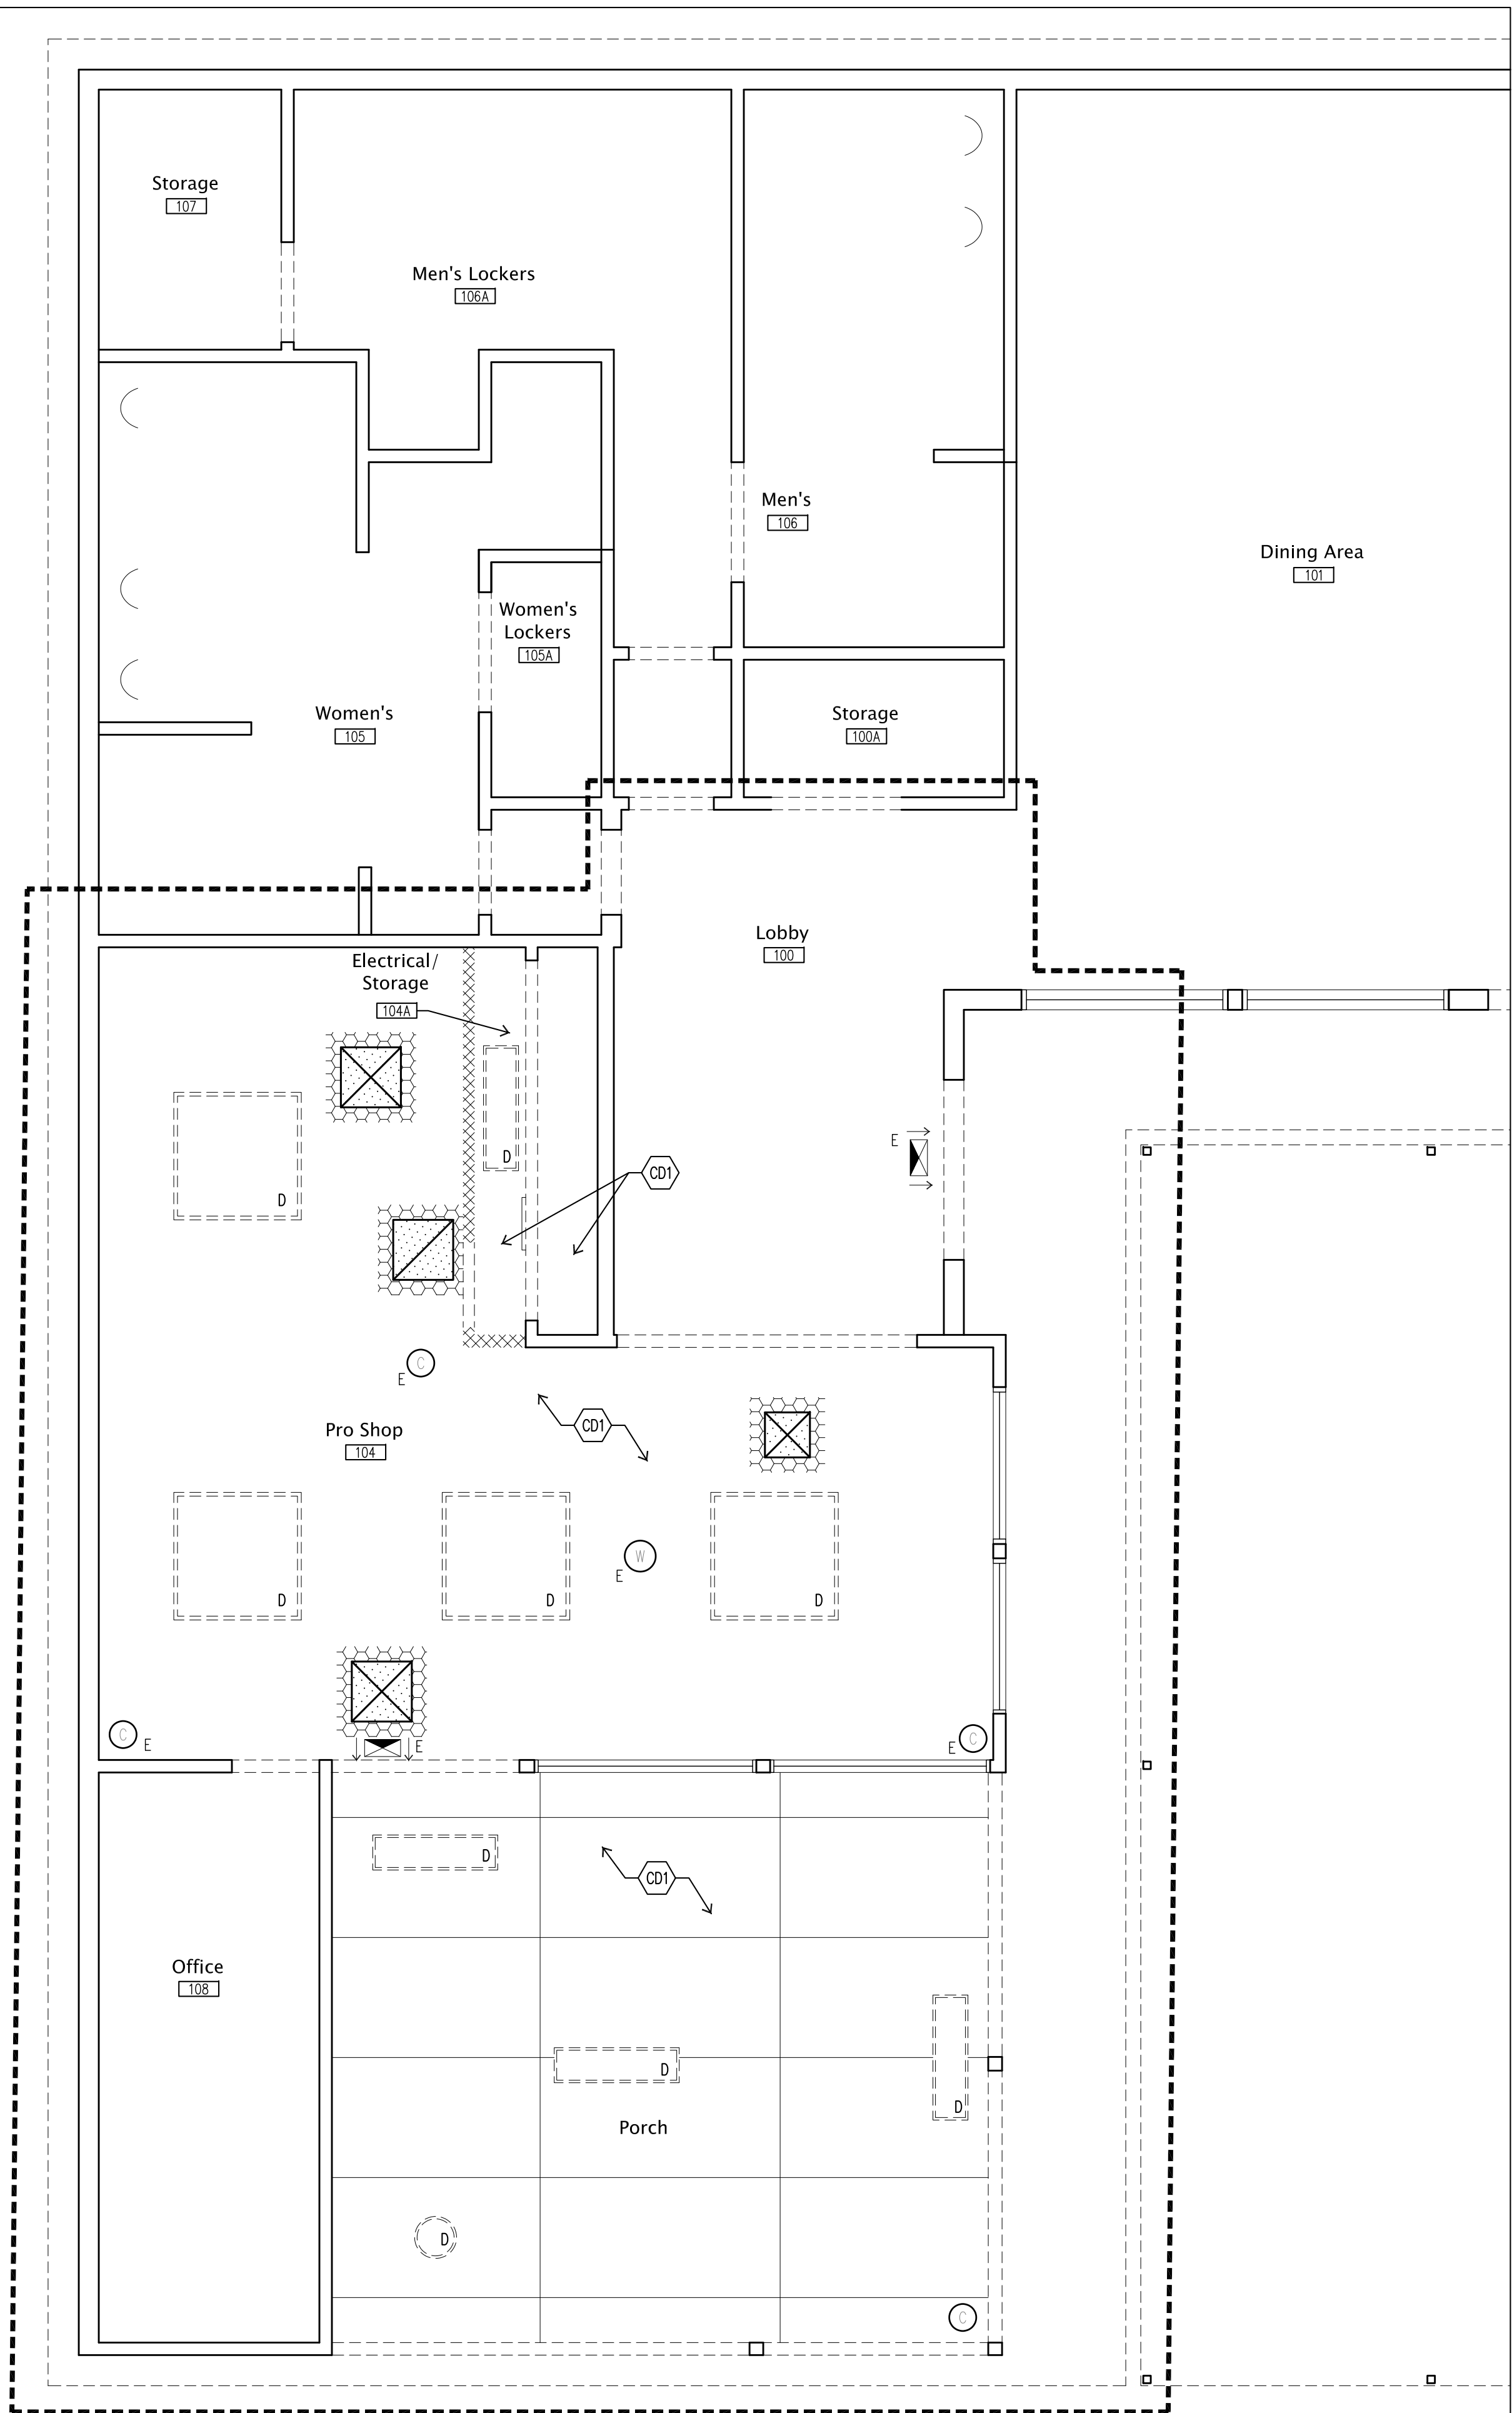 Storage
107
Men's Lockers
106A
Men's
106
Dining Area
101
Women's
Lockers
105A
Women's
105
Storage
100A
Lobby
100
Electrical/
Storage
104A
D
E
D
CD1
C
E
Pro Shop
104
CD1
W
E
D
D
D
C
E
E
C
E
D
CD1
Office
108
D
D
Porch
D
C